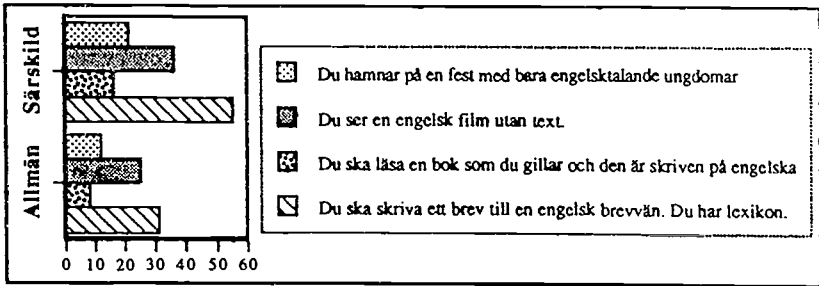 Särskild
Allmän
0 10 20 30 40 50 60
Du hamnar på en fest med bara engelsktalande ungdomar
Du ser en engelsk film utan text.
Du ska läsa en bok som du gillar och den är skriven på engelska
Du ska skriva ett brev till en engelsk brevvän. Du har lexikon.